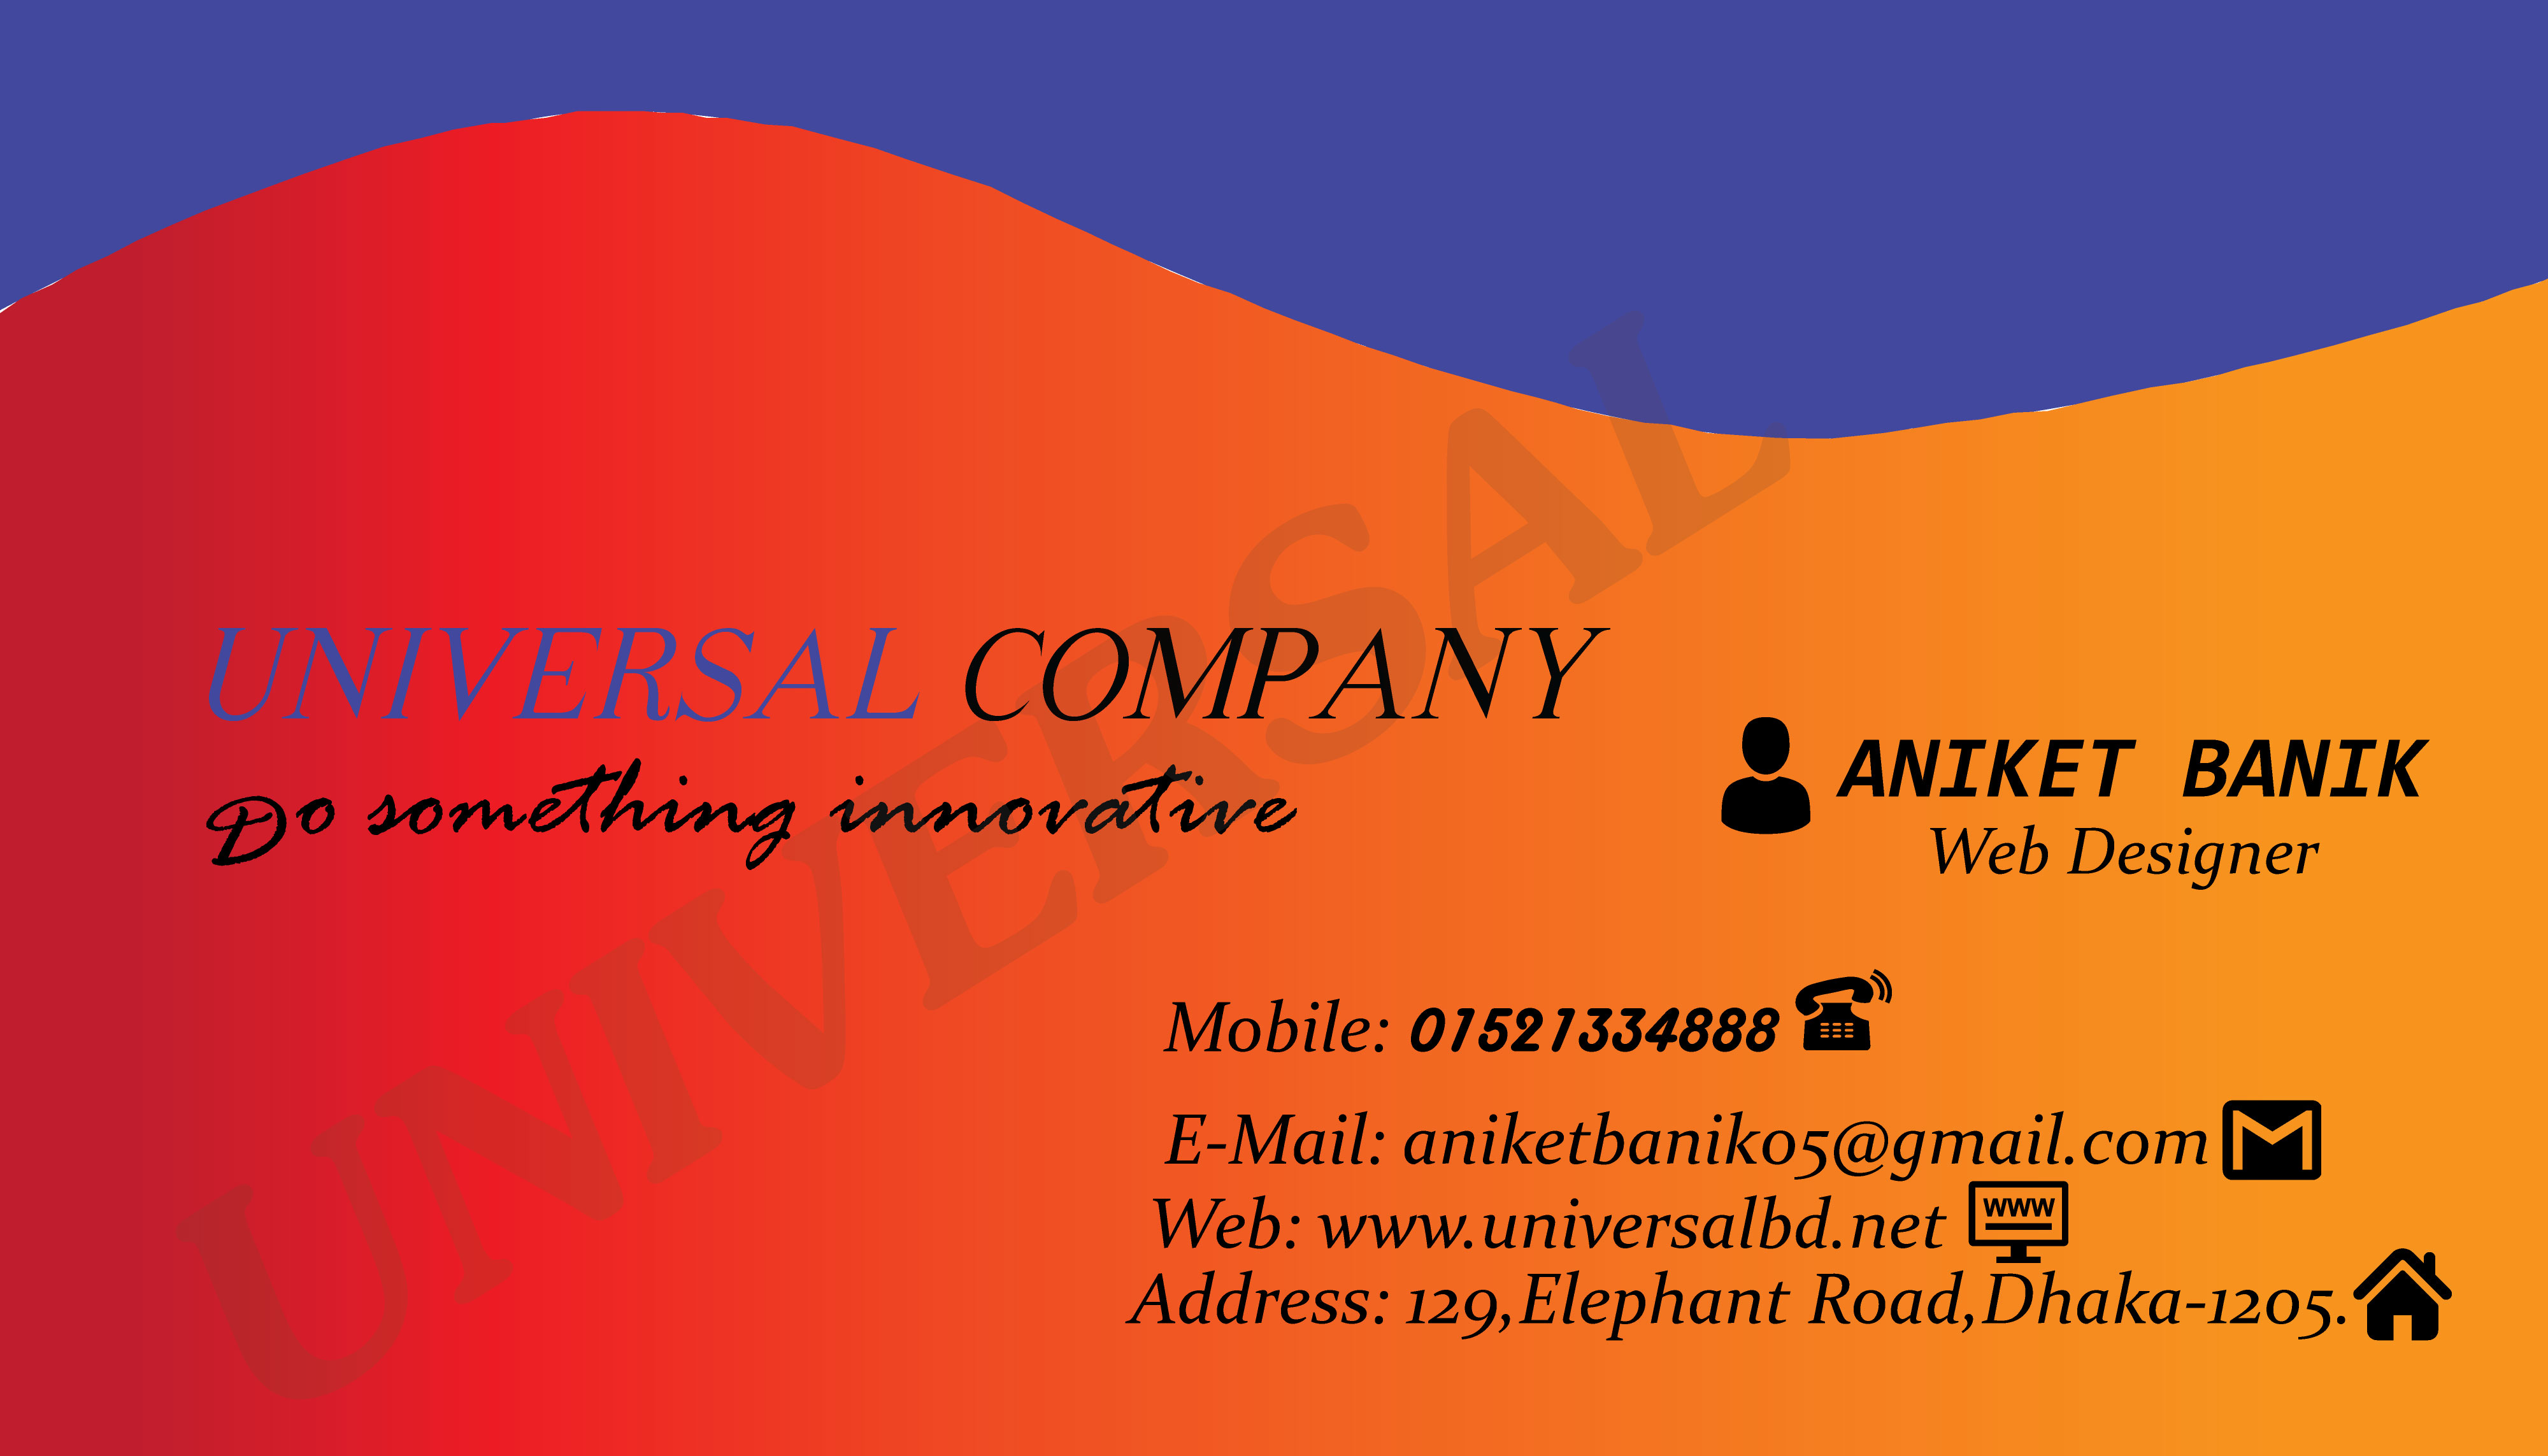 UNIVERSAL COMPANY
Do something innovative
ANIKET BANIK
Web Designer
Mobile: 01521334888
E-Mail: aniketbanik05@gmail.com
Web: www.universalbd.net
www
Address: 129,Elephant Road,Dhaka-1205.
UNIVERSAL